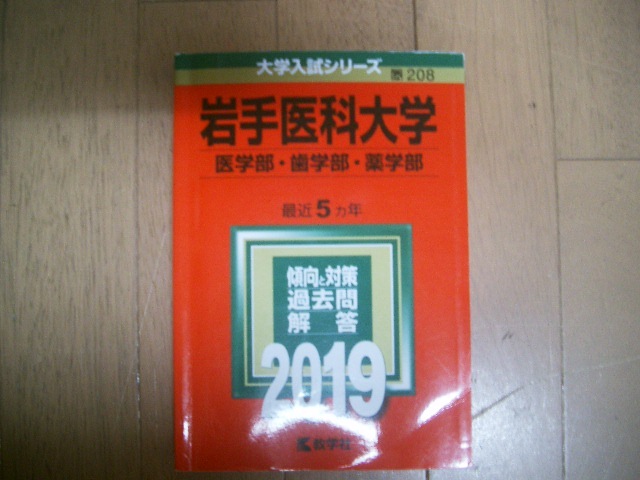 大学入試シリーズ
208
岩手医科大学
医学部・歯学部・薬学部
最近5ヵ年
傾向と対策
過去問
解答
2019
教学社